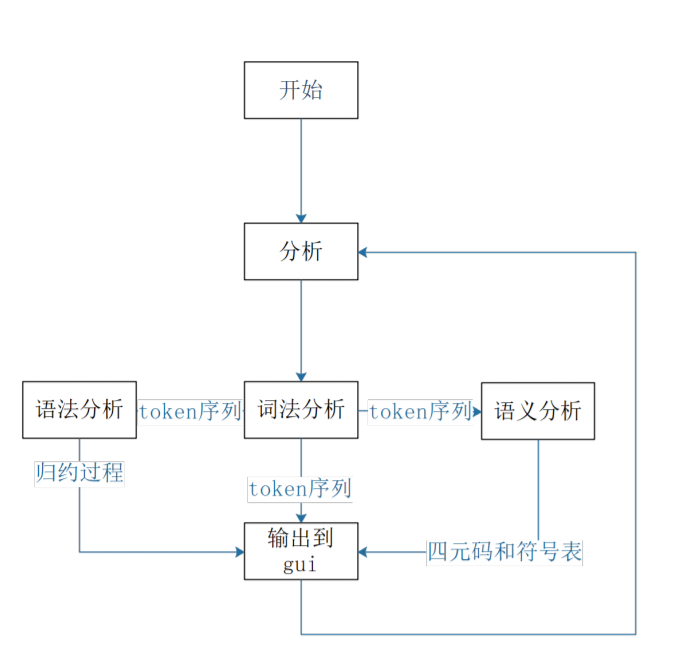 开始
分析
语法分析
token序列
词法分析
token序列
语义分析
归约过程
token序列
输出到
gui
四元码和符号表